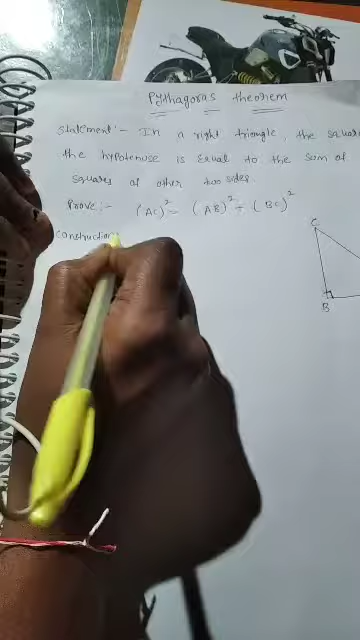 Pythagoras theorem
Statement :- In a right triangle, the square
the hypotenuse is equal to the sum of
squares of other two sides.
Prove :- (AC)² = (AB)² + (BC)²
Construction
C
B